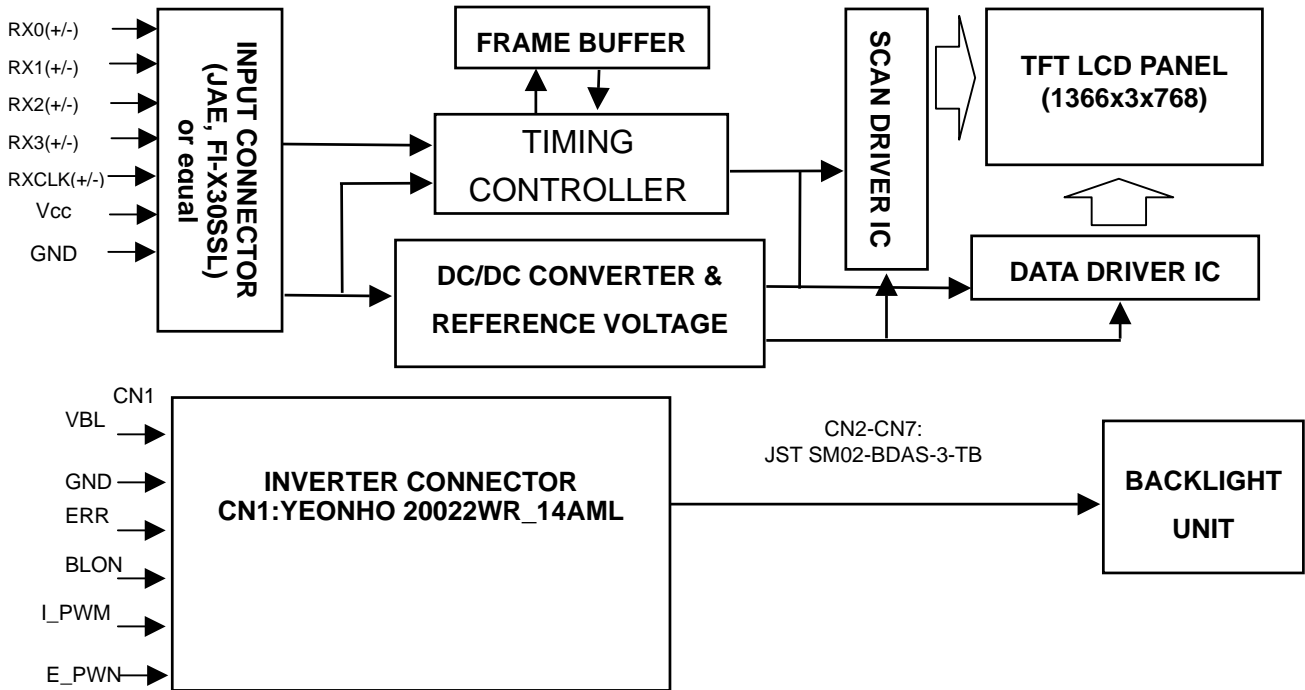 RX0(+/-)
RX1(+/-)
RX2(+/-)
RX3(+/-)
RXCLK(+/-)
Vcc
GND
INPUT CONNECTOR
(JAE, FI-X30SSL)
or equal
FRAME BUFFER
TIMING
CONTROLLER
DC/DC CONVERTER &
REFERENCE VOLTAGE
SCAN DRIVER IC
TFT LCD PANEL
(1366x3x768)
DATA DRIVER IC
CN1
VBL
GND
ERR
BLON
I_PWM
E_PWN
INVERTER CONNECTOR
CN1:YEONHO 20022WR_14AML
CN2-CN7:
JST SM02-BDAS-3-TB
BACKLIGHT
UNIT